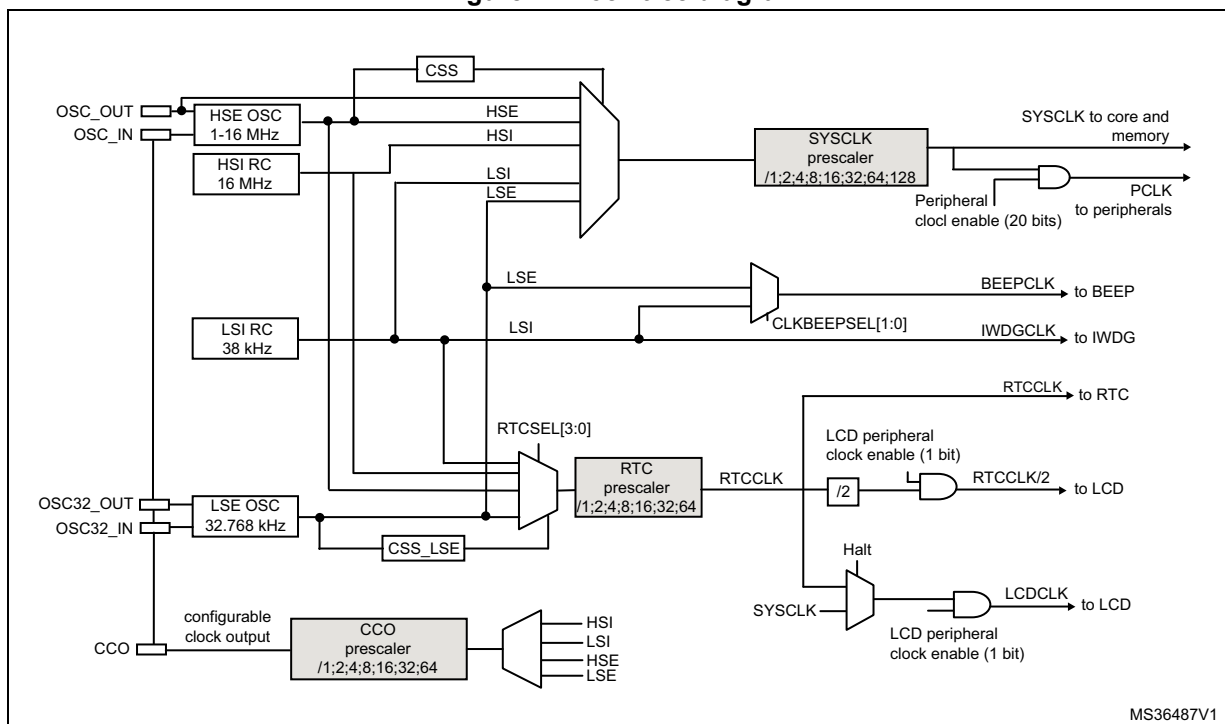 CSS
OSC_OUT
OSC_IN
HSE OSC
1-16 MHz
HSE
HSI
HSI RC
16 MHz
LSI
LSE
SYSCLK
prescaler
/1;2;4;8;16;32;64;128
SYSCLK to core and
memory
PCLK
to peripherals
Peripheral
clocl enable (20 bits)
LSE
BEEPCLK
to BEEP
CLKBEEPSEL[1:0]
LSI RC
38 kHz
LSI
IWDGCLK
to IWDG
RTCCLK
to RTC
RTCSEL[3:0]
LCD peripheral
clock enable (1 bit)
RTC
prescaler
/1;2;4;8;16;32;64
RTCCLK
/2
RTCCLK/2
to LCD
OSC32_OUT
OSC32_IN
LSE OSC
32.768 kHz
CSS_LSE
Halt
SYSCLK
LCDCLK
to LCD
LCD peripheral
clock enable (1 bit)
configurable
clock output
CCO
CCO
prescaler
/1;2;4;8;16;32;64
HSI
LSI
HSE
LSE
MS36487V1